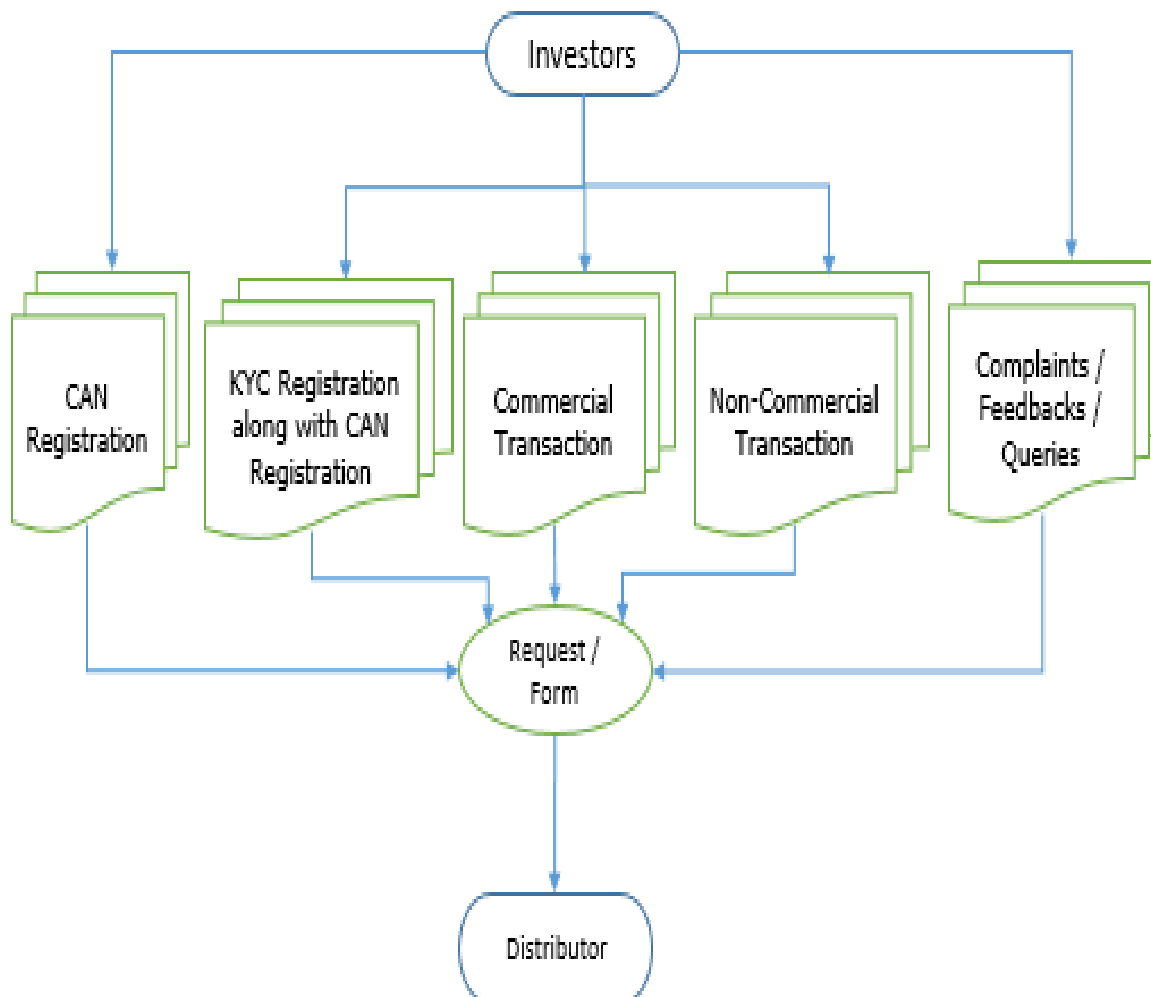 Investors
CAN
Registration
KYC Registration
along with CAN
Registration
Commercial
Transaction
Non-Commercial
Transaction
Complaints /
Feedbacks /
Queries
Request /
Form
Distributor